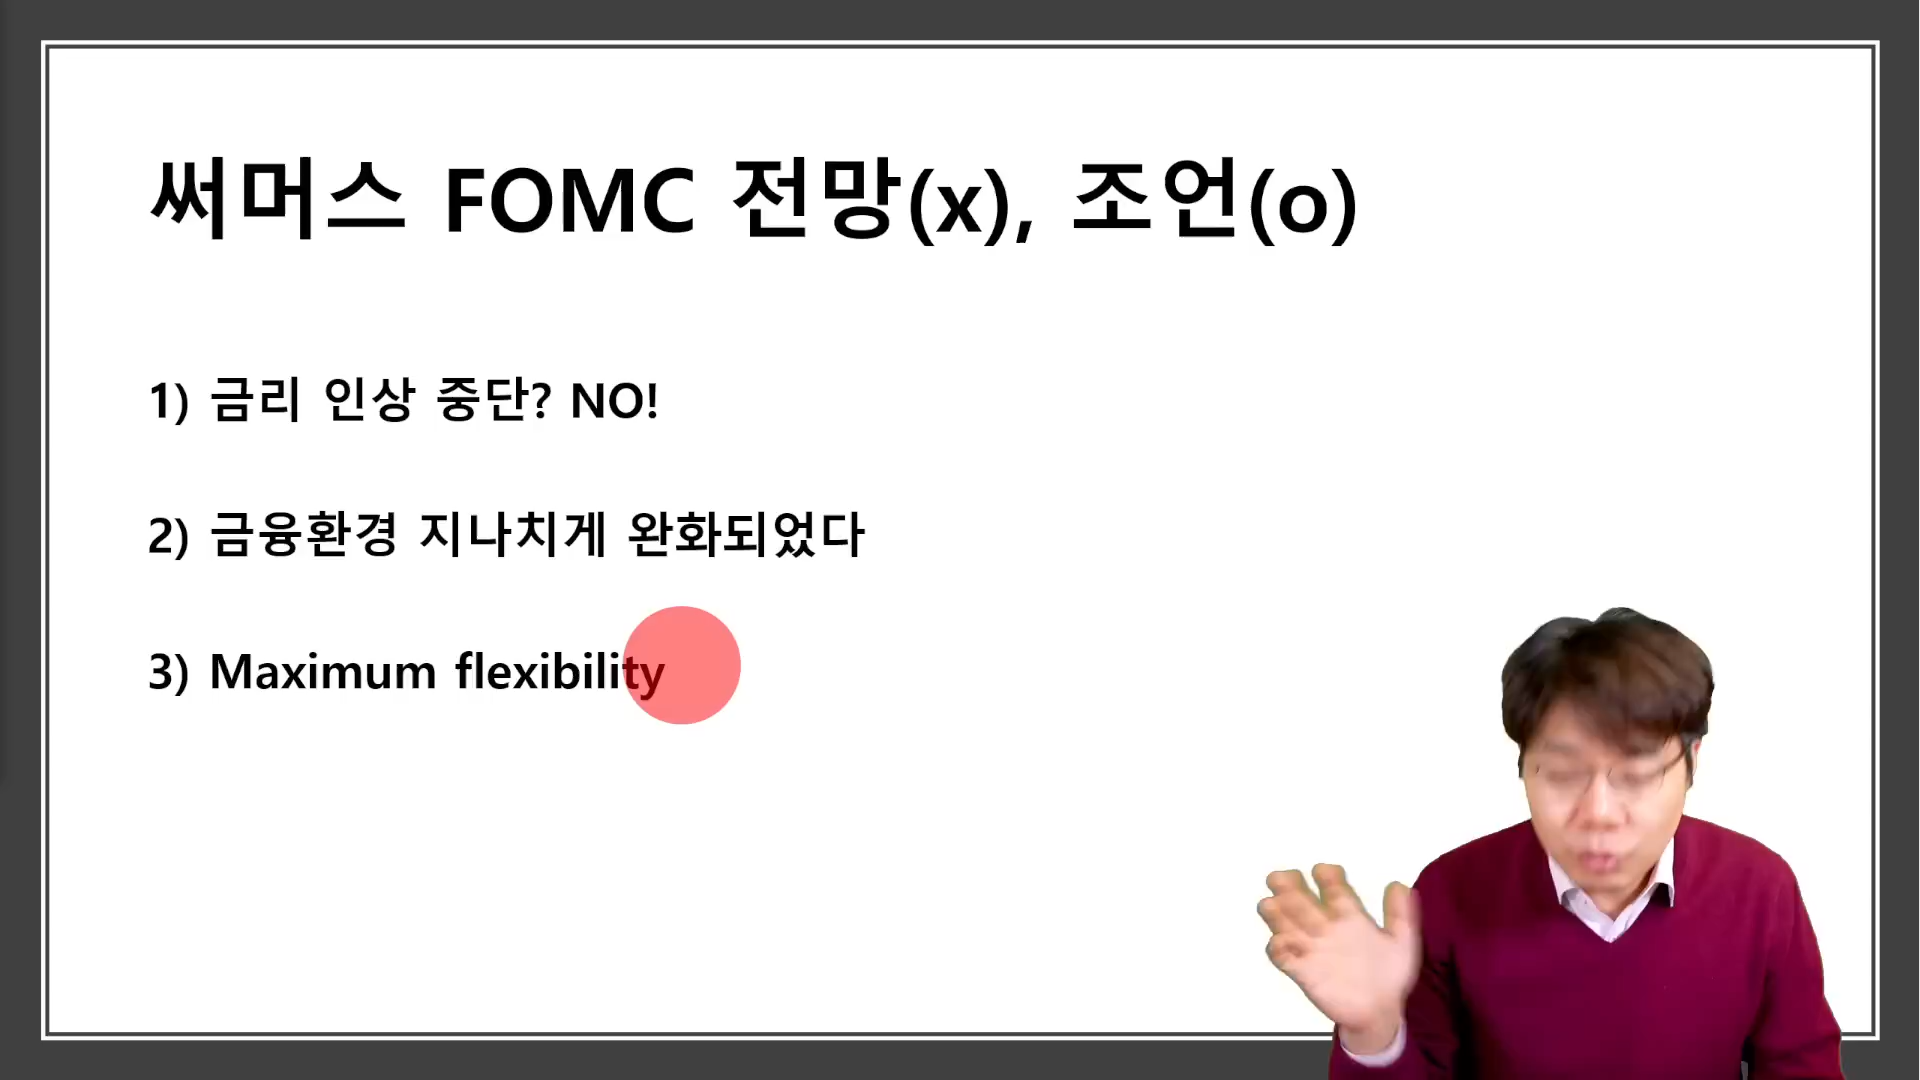 써머스 FOMC 전망(x), 조언(o)
1) 금리 인상 중단? NO!
2) 금융환경 지나치게 완화되었다
3) Maximum flexibility